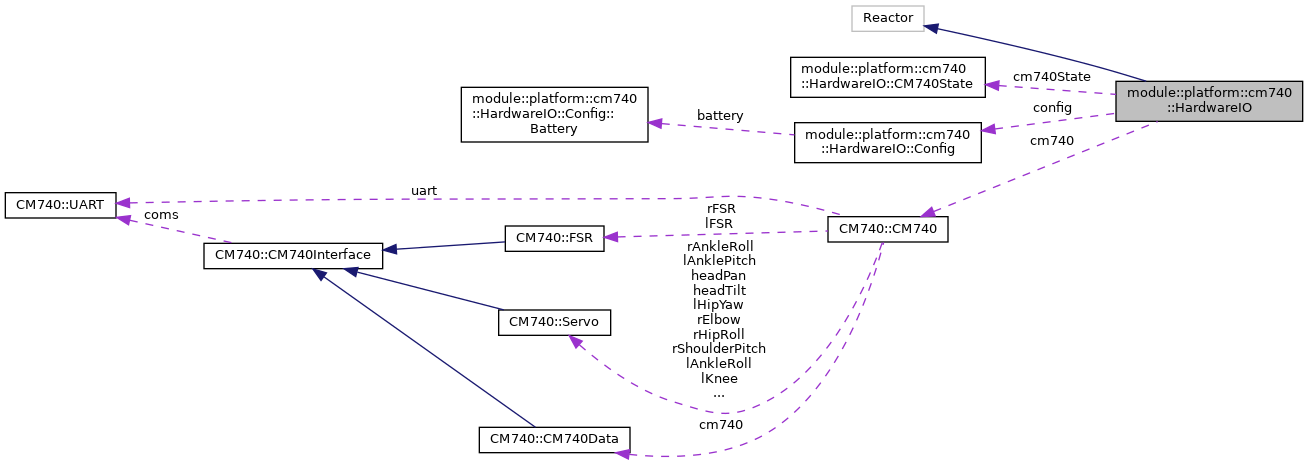 Reactor
module::platform::cm740
::HardwareIO::CM740State
cm740State
module::platform::cm740
::HardwareIO
module::platform::cm740
::HardwareIO::Config::
Battery
battery
config
module::platform::cm740
::HardwareIO::Config
cm740
CM740::UART
uart
coms
rFSR
lFSR
CM740::CM740
CM740::FSR
CM740::CM740Interface
rAnkleRoll
lAnklePitch
headPan
headTilt
lHipYaw
rElbow
rHipRoll
rShoulderPitch
lAnkleRoll
lKnee
...
CM740::Servo
cm740
CM740::CM740Data